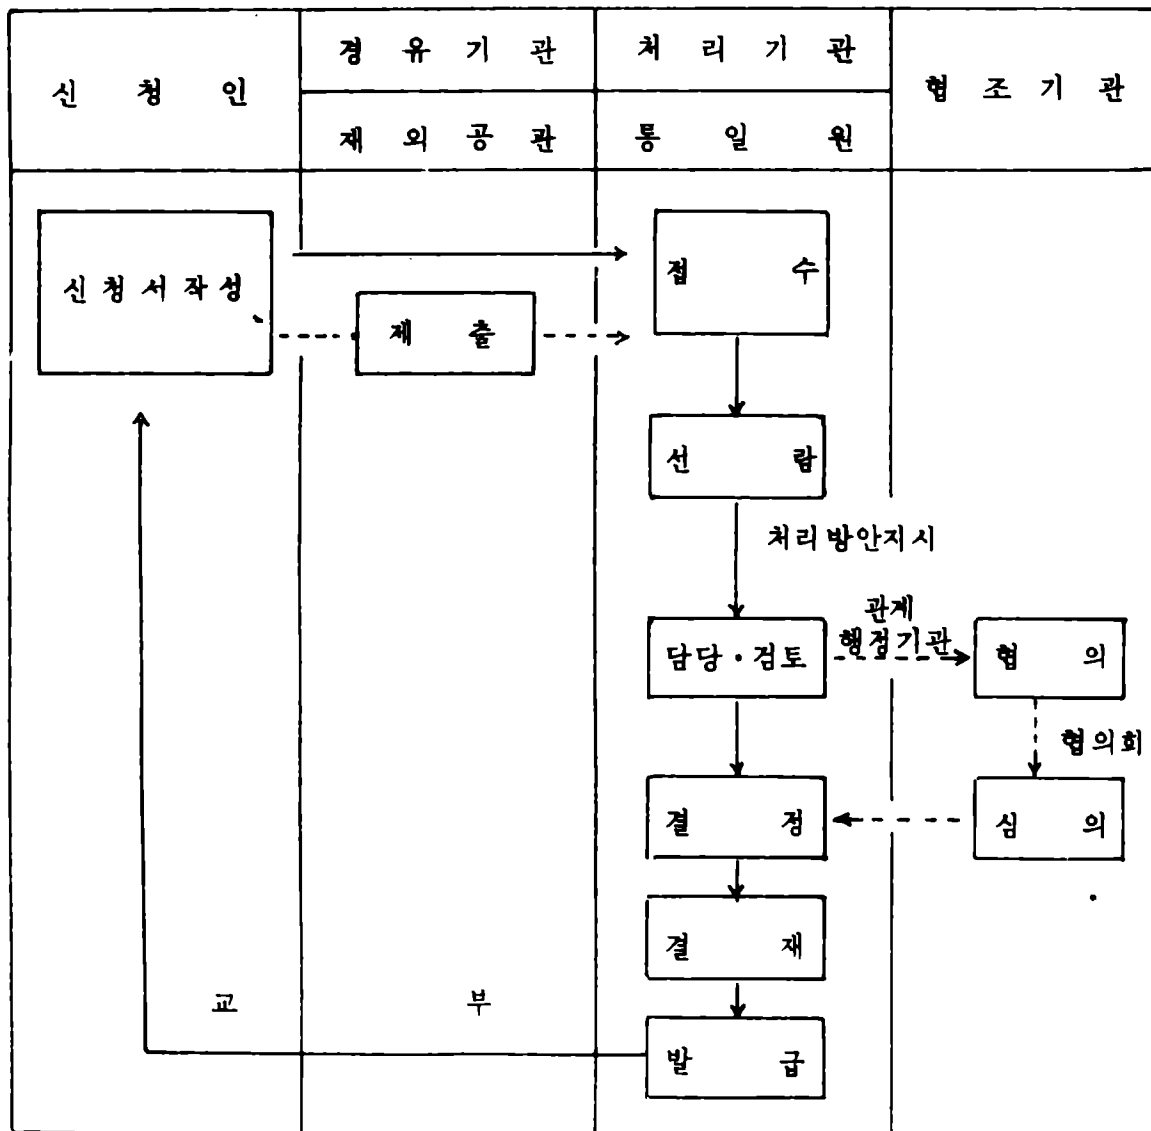 신 청 인
경 유 기 관
처 리 기 관
협 조 기 관
재 외 공 관
통 일 원
신청서작성
접 수
제 출
선 람
처리방안지시
담당·검토
관계
행정기관
협 의
협의회
결 정
심 의
결 재
교 부
발 급